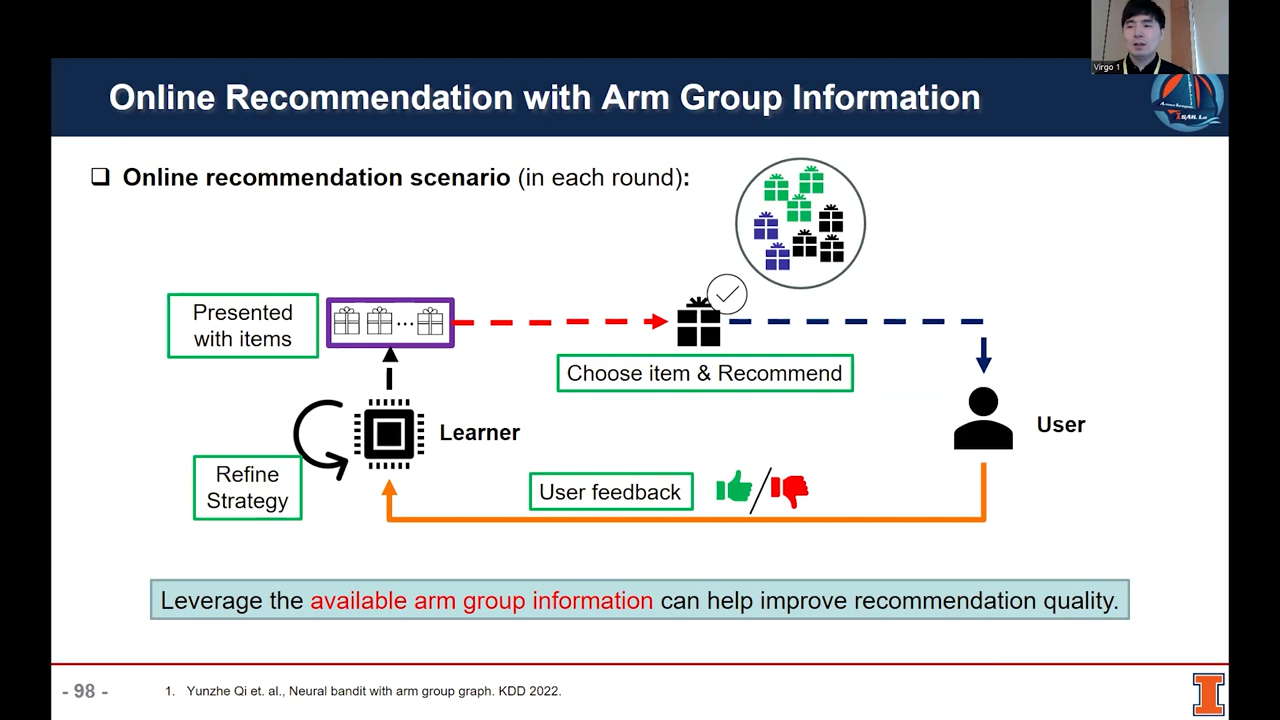 Virgo 1
Online Recommendation with Arm Group Information
Online recommendation scenario (in each round):
Presented
with items
...
Choose item & Recommend
Learner
User
Refine
Strategy
User feedback
Leverage the available arm group information can help improve recommendation quality.
- 98 -
1. Yunzhe Qi et. al., Neural bandit with arm group graph. KDD 2022.